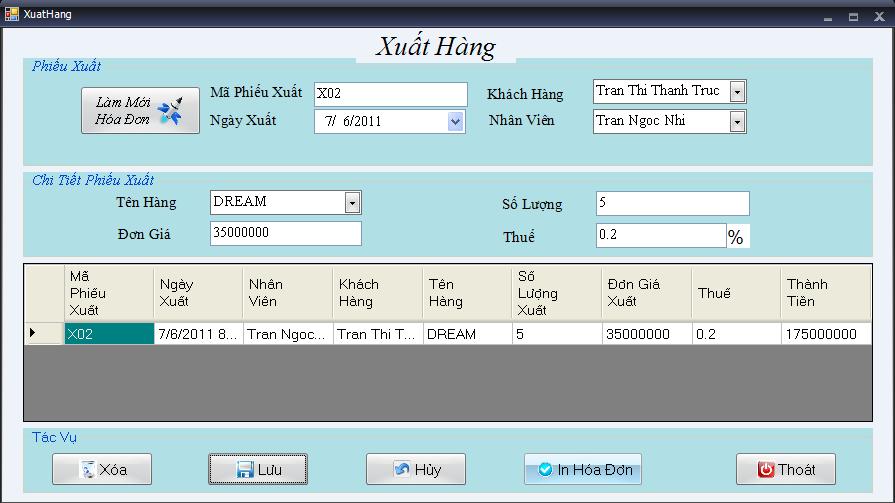 XuatHang
Xuất Hàng
Phiếu Xuất
Làm Mới
Hóa Đơn
Mã Phiếu Xuất X02 Khách Hàng Tran Thi Thanh Truc
Ngày Xuất 7/ 6/2011 Nhân Viên Tran Ngoc Nhi
Chi Tiết Phiếu Xuất
Tên Hàng DREAM Số Lượng 5
Đơn Giá 35000000 Thuế 0.2 %
Mã Phiếu Xuất Ngày Xuất Nhân Viên Khách Hàng Tên Hàng Số Lượng Xuất Đơn Giá Xuất Thuế Thành Tiền
X02 7/6/2011 8... Tran Ngoc... Tran Thi T... DREAM 5 35000000 0.2 175000000
Tác Vụ
Xóa Lưu Hủy In Hóa Đơn Thoát